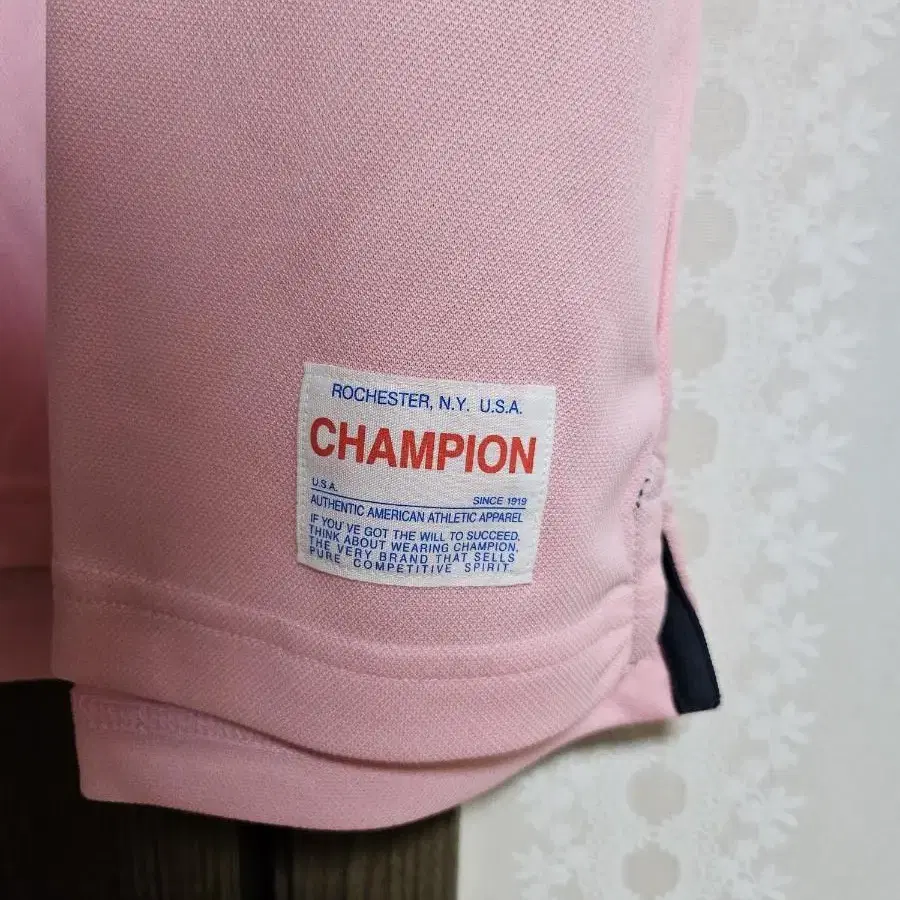 ROCHESTER, N.Y. U.S.A.
CHAMPION
U.S.A.
SINCE 1919
AUTHENTIC AMERICAN ATHLETIC APPAREL
IF YOU'VE GOT THE WILL TO SUCCEED,
THINK ABOUT WEARING CHAMPION,
THE VERY BRAND THAT SELLS
PURE COMPETITIVE SPIRIT.